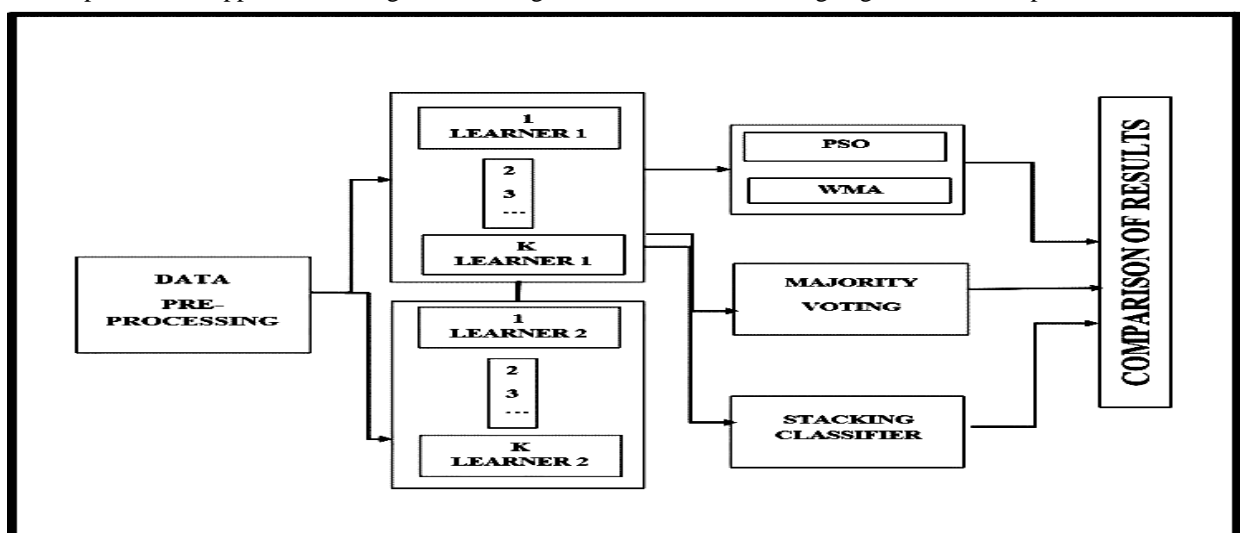 1
LEARNER 1
2
3
---
K
LEARNER 1
1
LEARNER 2
2
3
---
K
LEARNER 2
DATA
PRE-
PROCESSING
PSO
WMA
MAJORITY
VOTING
STACKING
CLASSIFIER
COMPARISON OF RESULTS